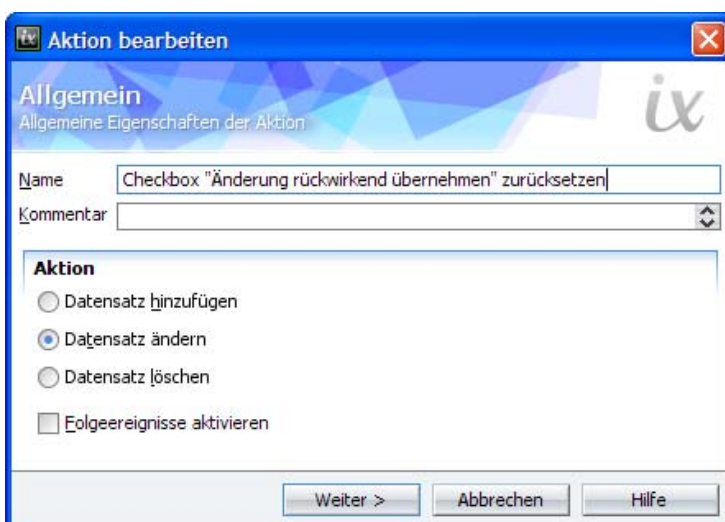 ix Aktion bearbeiten
Allgemein
Allgemeine Eigenschaften der Aktion
ix
Name Checkbox "Änderung rückwirkend übernehmen" zurücksetzen
Kommentar
Aktion
Datensatz hinzufügen
Datensatz ändern
Datensatz löschen
Folgeereignisse aktivieren
Weiter > Abbrechen Hilfe